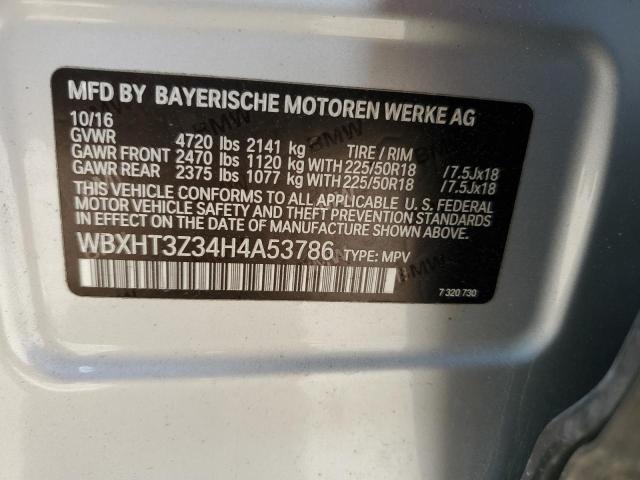 MFD BY BAYERISCHE MOTOREN WERKE AG
10/16
GVWR 4720 lbs 2141 kg TIRE / RIM
GAWR FRONT 2470 lbs 1120 kg WITH 225/50R18 /7.5Jx18
GAWR REAR 2375 lbs 1077 kg WITH 225/50R18 /7.5Jx18
THIS VEHICLE CONFORMS TO ALL APPLICABLE U. S. FEDERAL
MOTOR VEHICLE SAFETY, BUMPER, AND THEFT PREVENTION
STANDARDS IN EFFECT ON THE DATE OF MANUFACTURE SHOWN ABOVE.
WBXHT3Z34H4A53786 TYPE: MPV
7 320 730